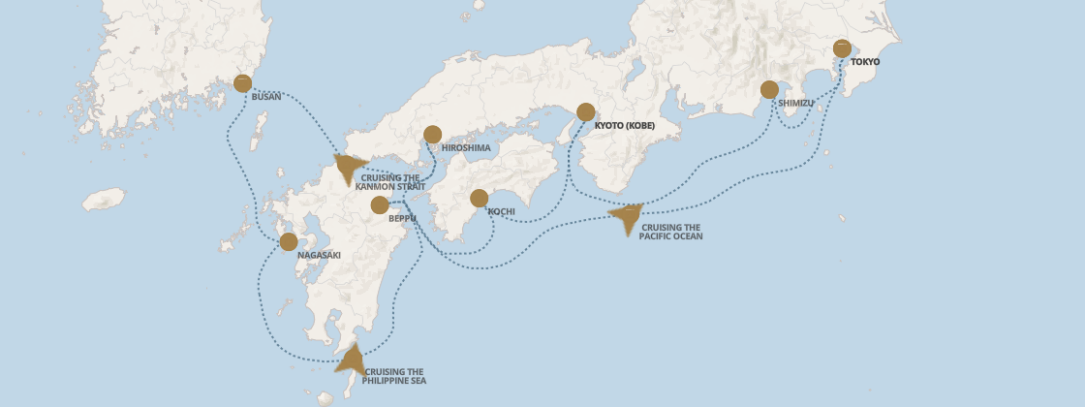 TOKYO
BUSAN
SHIMIZU
KYOTO (KOBE)
HIROSHIMA
CRUISING THE
KANMON STRAIT
KOCHI
BEPPU
CRUISING THE
PACIFIC OCEAN
NAGASAKI
CRUISING THE
PHILIPPINE SEA